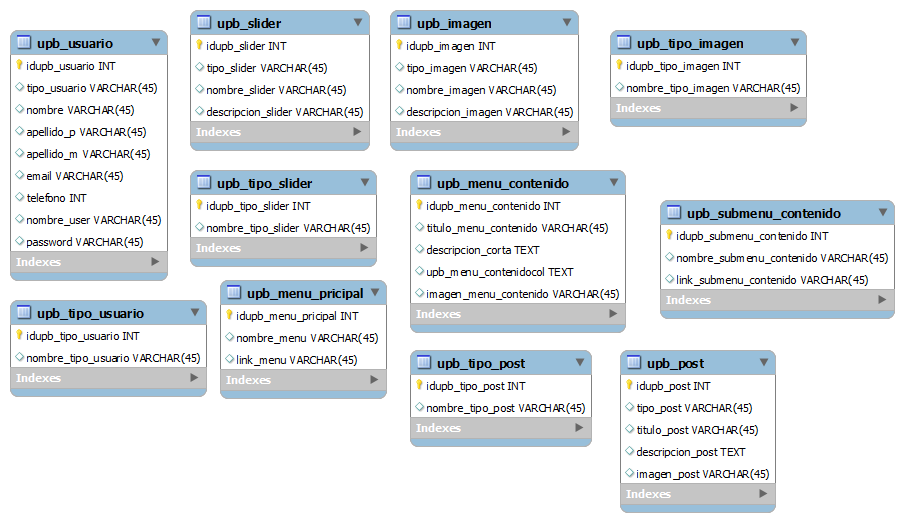 upb_usuario
idupb_usuario INT
tipo_usuario VARCHAR(45)
nombre VARCHAR(45)
apellido_p VARCHAR(45)
apellido_m VARCHAR(45)
email VARCHAR(45)
telefono INT
nombre_user VARCHAR(45)
password VARCHAR(45)
Indexes
upb_slider
idupb_slider INT
tipo_slider VARCHAR(45)
nombre_slider VARCHAR(45)
descripcion_slider VARCHAR(45)
Indexes
upb_imagen
idupb_imagen INT
tipo_imagen VARCHAR(45)
nombre_imagen VARCHAR(45)
descripcion_imagen VARCHAR(45)
Indexes
upb_tipo_imagen
idupb_tipo_imagen INT
nombre_tipo_imagen VARCHAR(45)
Indexes
upb_tipo_slider
idupb_tipo_slider INT
nombre_tipo_slider VARCHAR(45)
Indexes
upb_menu_contenido
idupb_menu_contenido INT
titulo_menu_contenido VARCHAR(45)
descripcion_corta TEXT
upb_menu_contenidocol TEXT
imagen_menu_contenido VARCHAR(45)
Indexes
upb_submenu_contenido
idupb_submenu_contenido INT
nombre_submenu_contenido VARCHAR(45)
link_submenu_contenido VARCHAR(45)
Indexes
upb_tipo_usuario
idupb_tipo_usuario INT
nombre_tipo_usuario VARCHAR(45)
Indexes
upb_menu_pricipal
idupb_menu_pricipal INT
nombre_menu VARCHAR(45)
link_menu VARCHAR(45)
Indexes
upb_tipo_post
idupb_tipo_post INT
nombre_tipo_post VARCHAR(45)
Indexes
upb_post
idupb_post INT
tipo_post VARCHAR(45)
titulo_post VARCHAR(45)
descripcion_post TEXT
imagen_post VARCHAR(45)
Indexes